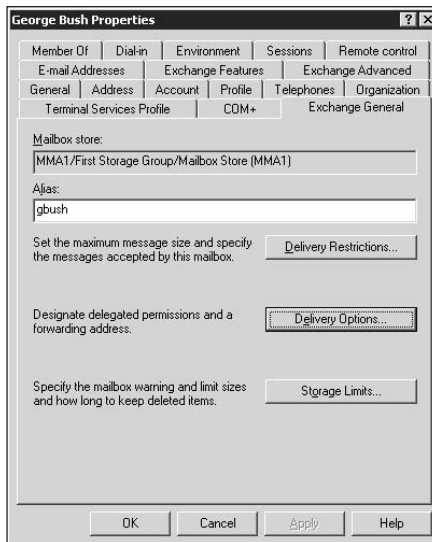 George Bush Properties
Member Of Dial-in Environment Sessions Remote control
E-mail Addresses Exchange Features Exchange Advanced
General Address Account Profile Telephones Organization
Terminal Services Profile COM+ Exchange General
Mailbox store:
MMA1/First Storage Group/Mailbox Store (MMA1)
Alias:
gbush
Set the maximum message size and specify
the messages accepted by this mailbox.
Delivery Restrictions...
Designate delegated permissions and a
forwarding address.
Delivery Options...
Specify the mailbox warning and limit sizes
and how long to keep deleted items.
Storage Limits...
OK Cancel Apply Help